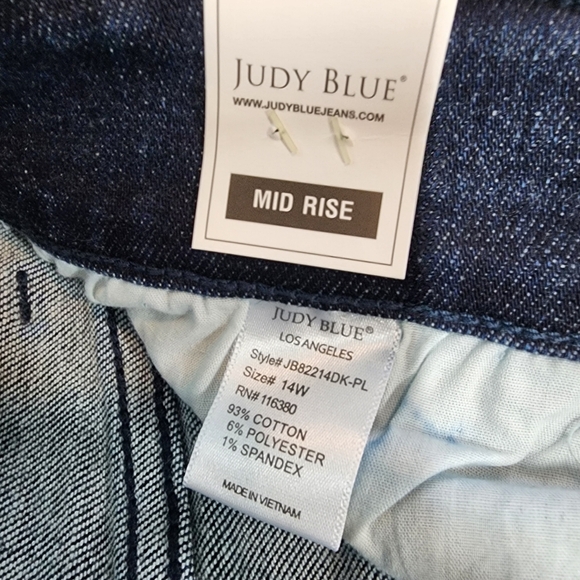 JUDY BLUE®
WWW.JUDYBLUEJEANS.COM
MID RISE
JUDY BLUE®
LOS ANGELES
Style# JB82214DK-PL
Size# 14W
RN# 116380
93% COTTON
6% POLYESTER
1% SPANDEX
MADE IN VIETNAM